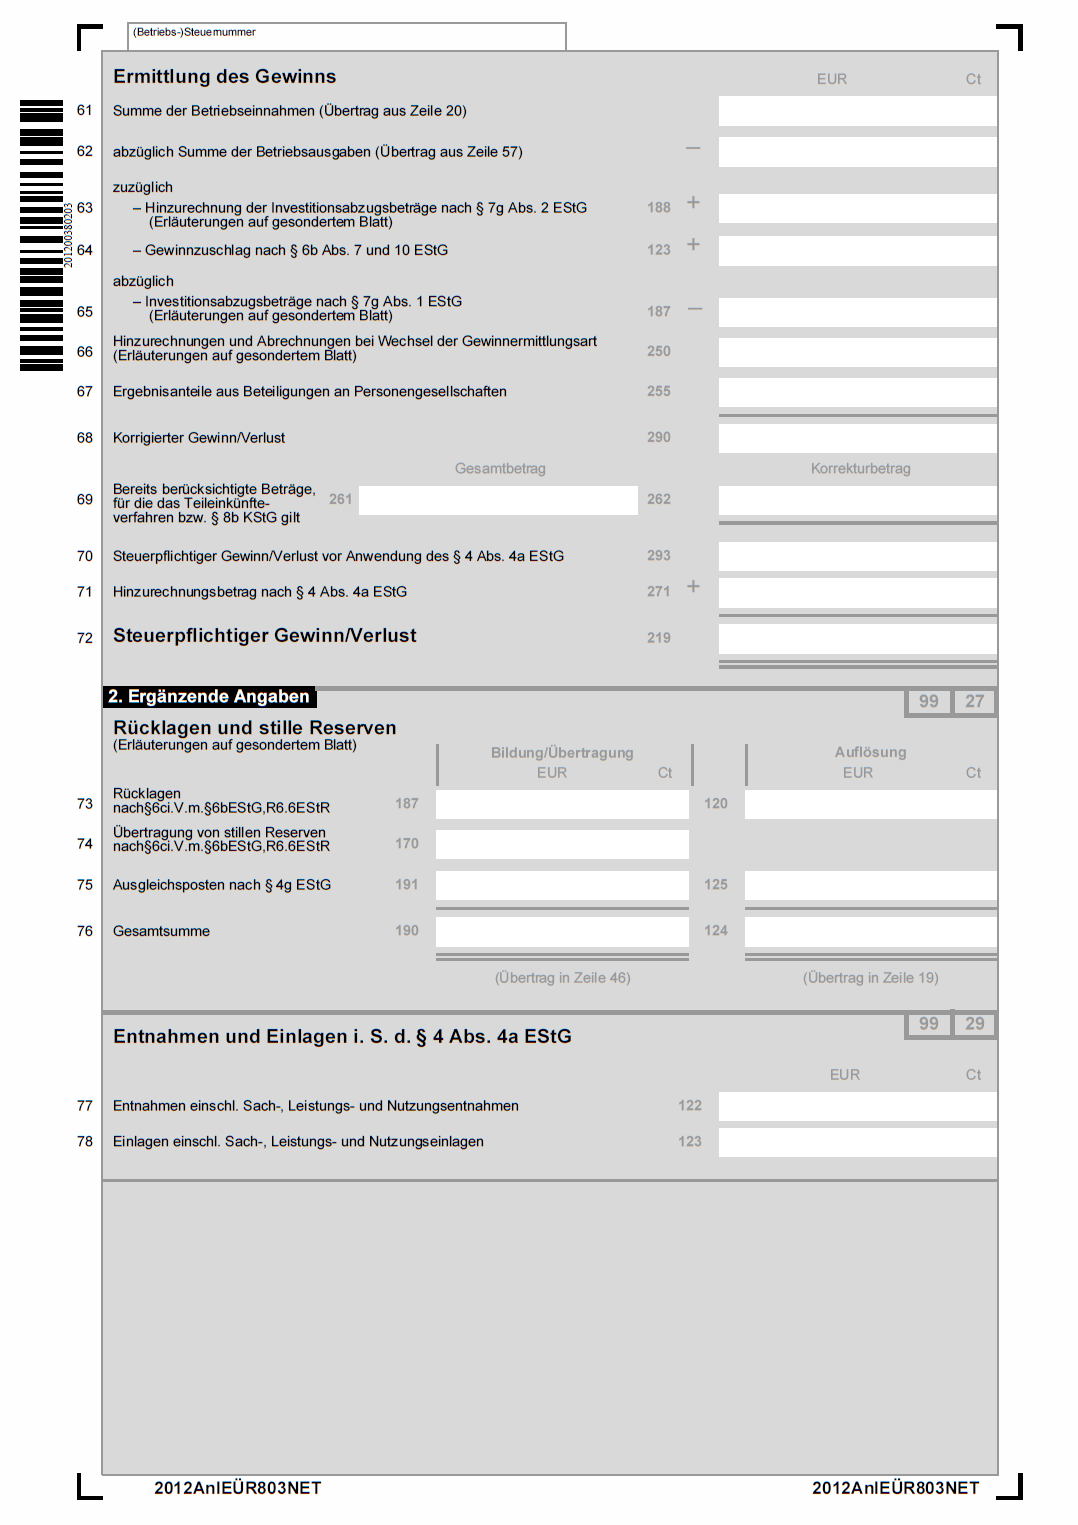 (Betriebs-)Steuernummer
Ermittlung des Gewinns
EUR Ct
61 Summe der Betriebseinnahmen (Übertrag aus Zeile 20)
62 abzüglich Summe der Betriebsausgaben (Übertrag aus Zeile 57) –
zuzüglich
63 – Hinzurechnung der Investitionsabzugsbeträge nach § 7g Abs. 2 EStG 188 +
(Erläuterungen auf gesondertem Blatt)
64 – Gewinnzuschlag nach § 6b Abs. 7 und 10 EStG 123 +
abzüglich
– Investitionsabzugsbeträge nach § 7g Abs. 1 EStG
65 (Erläuterungen auf gesondertem Blatt) 187 –
Hinzurechnungen und Abrechnungen bei Wechsel der Gewinnermittlungsart
66 (Erläuterungen auf gesondertem Blatt) 250
67 Ergebnisanteile aus Beteiligungen an Personengesellschaften 255
68 Korrigierter Gewinn/Verlust 290
Gesamtbetrag Korrekturbetrag
Bereits berücksichtigte Beträge,
69 für die das Teileinkünfte- 261 262
verfahren bzw. § 8b KStG gilt
70 Steuerpflichtiger Gewinn/Verlust vor Anwendung des § 4 Abs. 4a EStG 293
71 Hinzurechnungsbetrag nach § 4 Abs. 4a EStG 271 +
72 Steuerpflichtiger Gewinn/Verlust 219
2. Ergänzende Angaben 99 27
Rücklagen und stille Reserven
(Erläuterungen auf gesondertem Blatt)
Bildung/Übertragung Auflösung
EUR Ct EUR Ct
Rücklagen
73 nach§6ci.V.m.§6bEStG,R6.6EStR 187 120
Übertragung von stillen Reserven
74 nach§6ci.V.m.§6bEStG,R6.6EStR 170
75 Ausgleichsposten nach § 4g EStG 191 125
76 Gesamtsumme 190 124
(Übertrag in Zeile 46) (Übertrag in Zeile 19)
99 29
Entnahmen und Einlagen i. S. d. § 4 Abs. 4a EStG
EUR Ct
77 Entnahmen einschl. Sach-, Leistungs- und Nutzungsentnahmen 122
78 Einlagen einschl. Sach-, Leistungs- und Nutzungseinlagen 123
201200380203
2012AnlEÜR803NET 2012AnlEÜR803NET